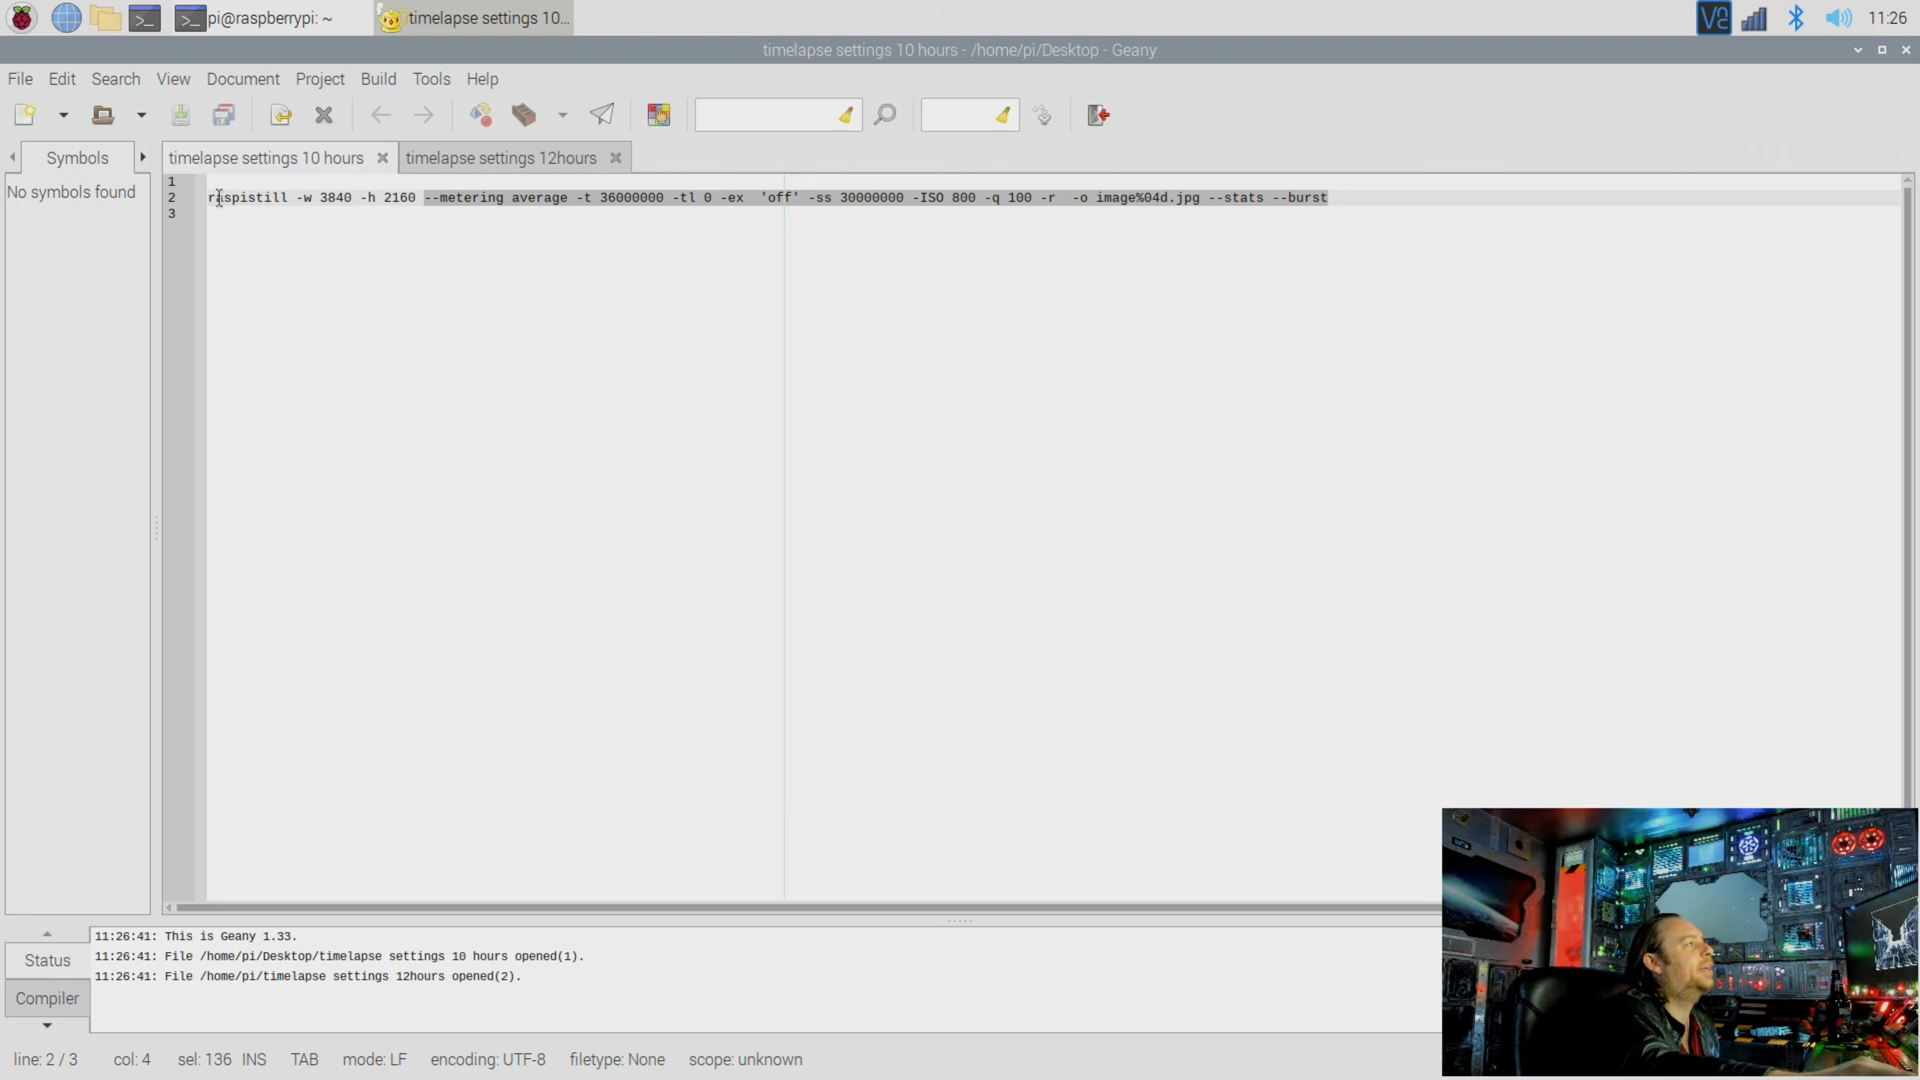 pi@raspberrypi: ~
timelapse settings 10...
11:26
timelapse settings 10 hours - /home/pi/Desktop - Geany
File Edit Search View Document Project Build Tools Help
Symbols
timelapse settings 10 hours
timelapse settings 12hours
No symbols found
1
2 raspistill -w 3840 -h 2160 --metering average -t 36000000 -tl 0 -ex  'off' -ss 30000000 -ISO 800 -q 100 -r  -o image%04d.jpg --stats --burst
3
Status
Compiler
11:26:41: This is Geany 1.33.
11:26:41: File /home/pi/Desktop/timelapse settings 10 hours opened(1).
11:26:41: File /home/pi/timelapse settings 12hours opened(2).
line: 2 / 3 col: 4 sel: 136 INS TAB mode: LF encoding: UTF-8 filetype: None scope: unknown